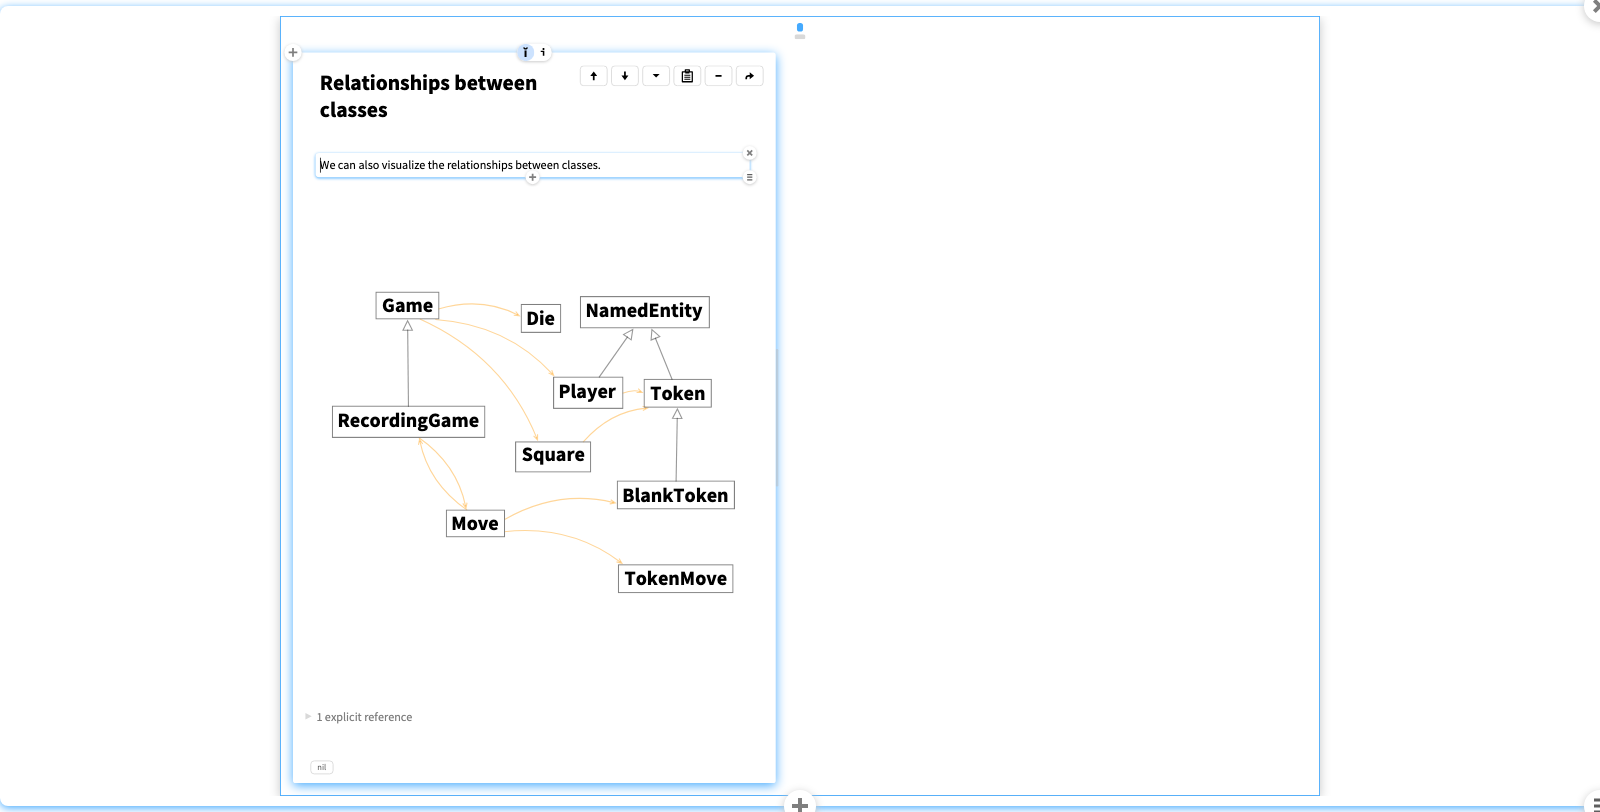 Relationships between
classes
We can also visualize the relationships between classes.
Game
Die
NamedEntity
Player
Token
RecordingGame
Square
BlankToken
Move
TokenMove
1 explicit reference
nil